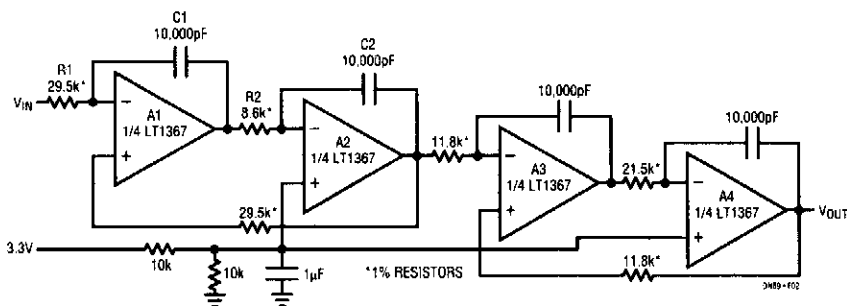 C1
10,000pF
R1
29.5k*
VIN
−
A1
1/4 LT1367
+
R2
8.6k*
C2
10,000pF
−
A2
1/4 LT1367
+
29.5k*
11.8k*
10,000pF
−
A3
1/4 LT1367
+
21.5k*
10,000pF
−
A4
1/4 LT1367
+
VOUT
11.8k*
3.3V
10k
10k
1µF
*1% RESISTORS
DN89 • F02